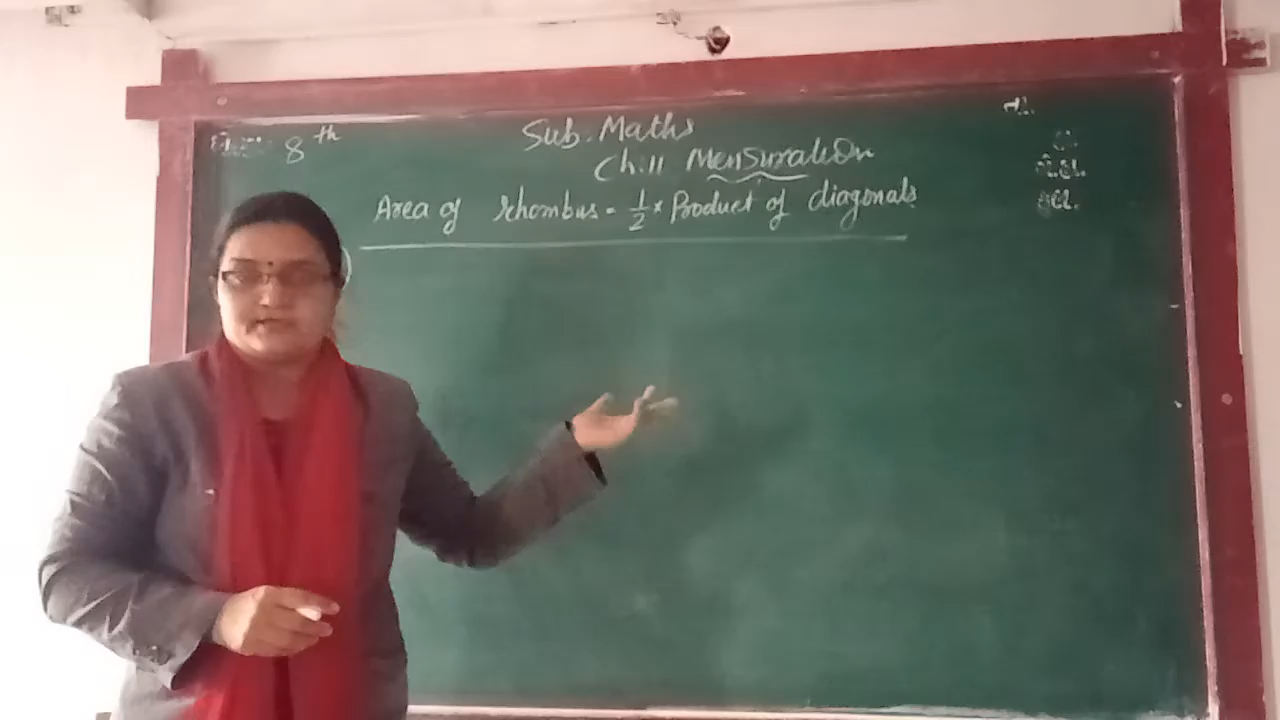 8th
Sub. Maths
Ch. 11 Mensuration
Area of rhombus = 1/2 × Product of diagonals